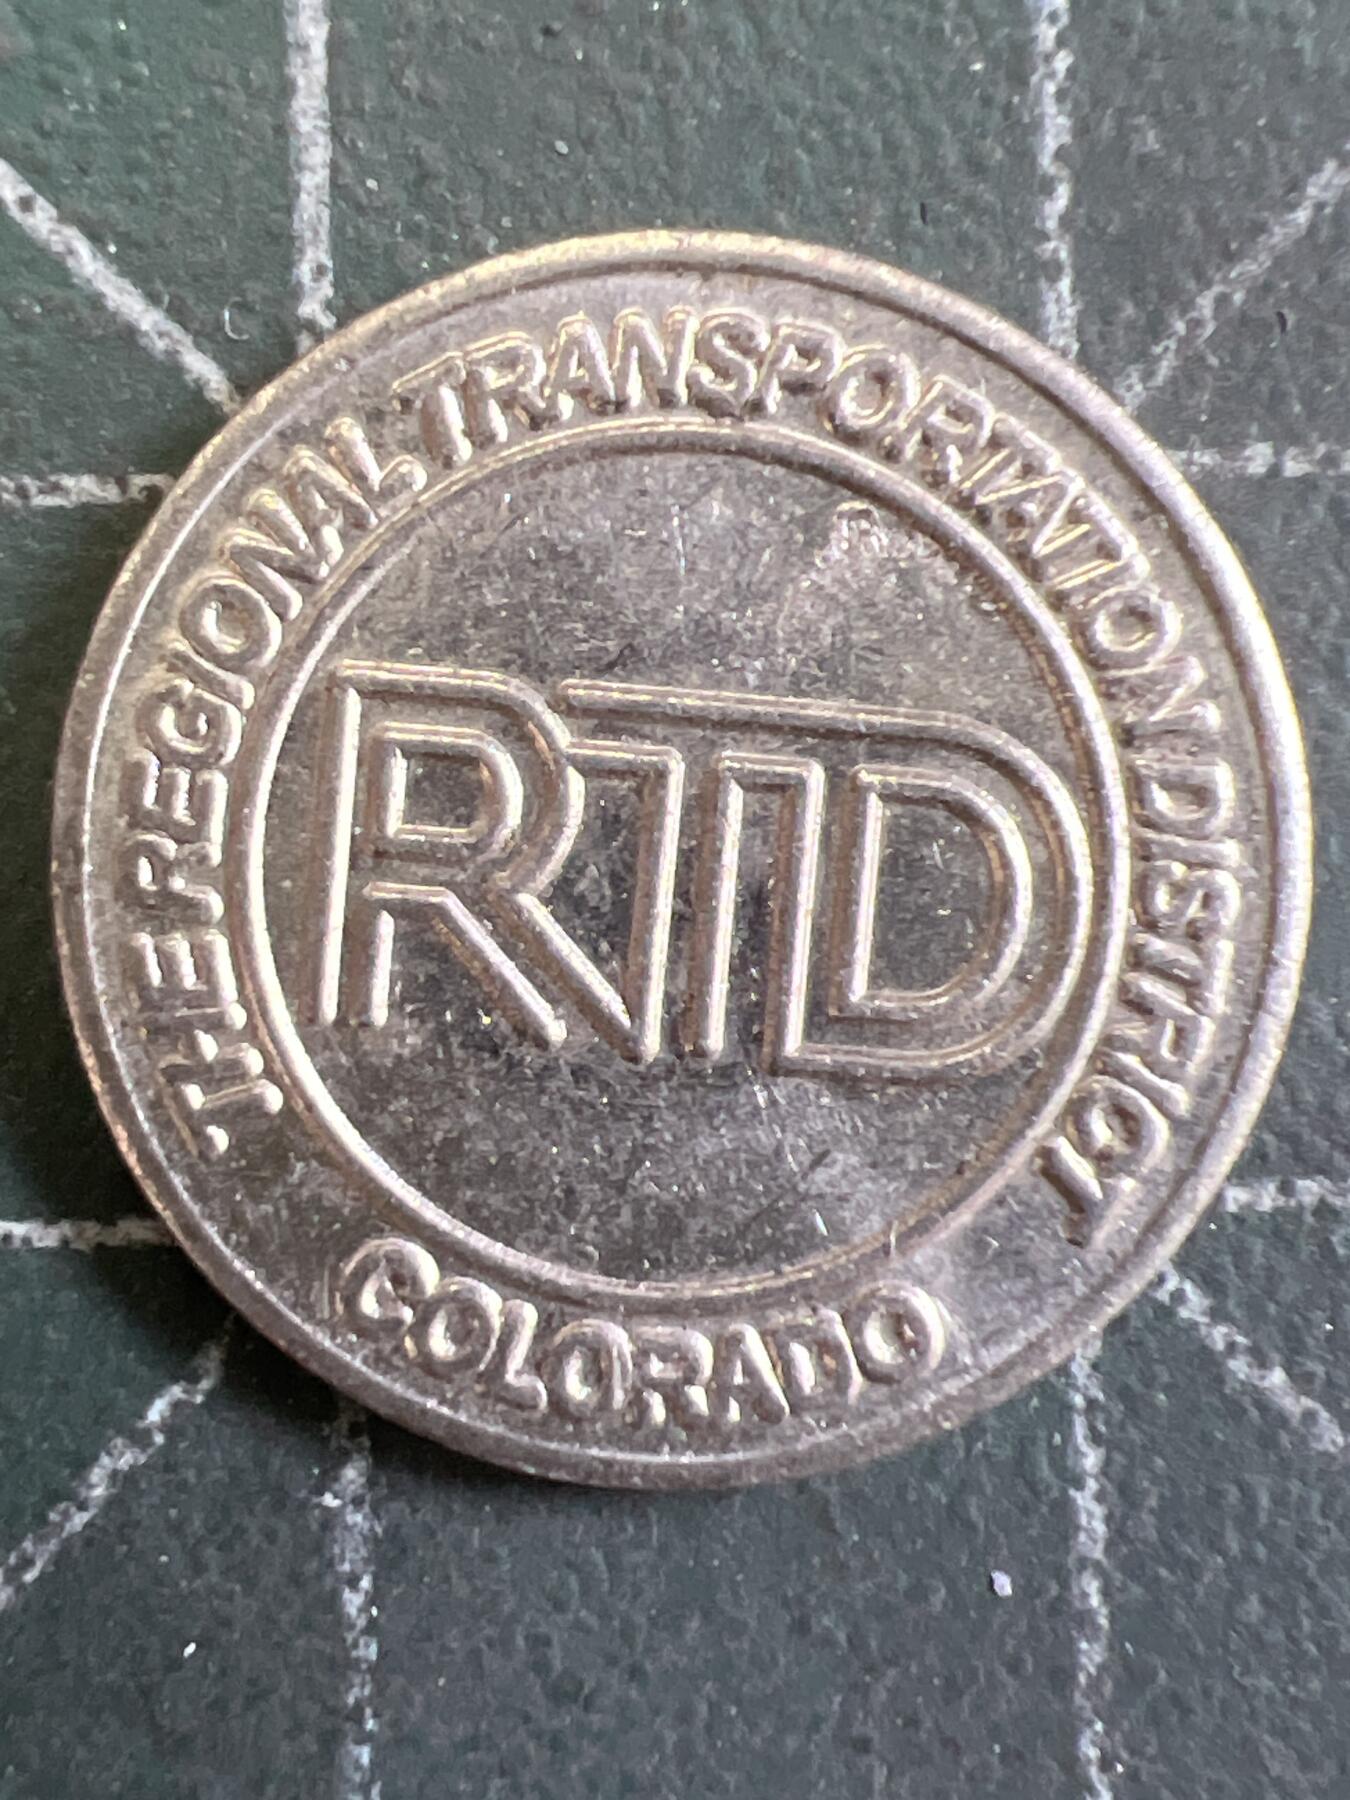 THE REGIONAL TRANSPORTATION DISTRICT
RTD
COLORADO